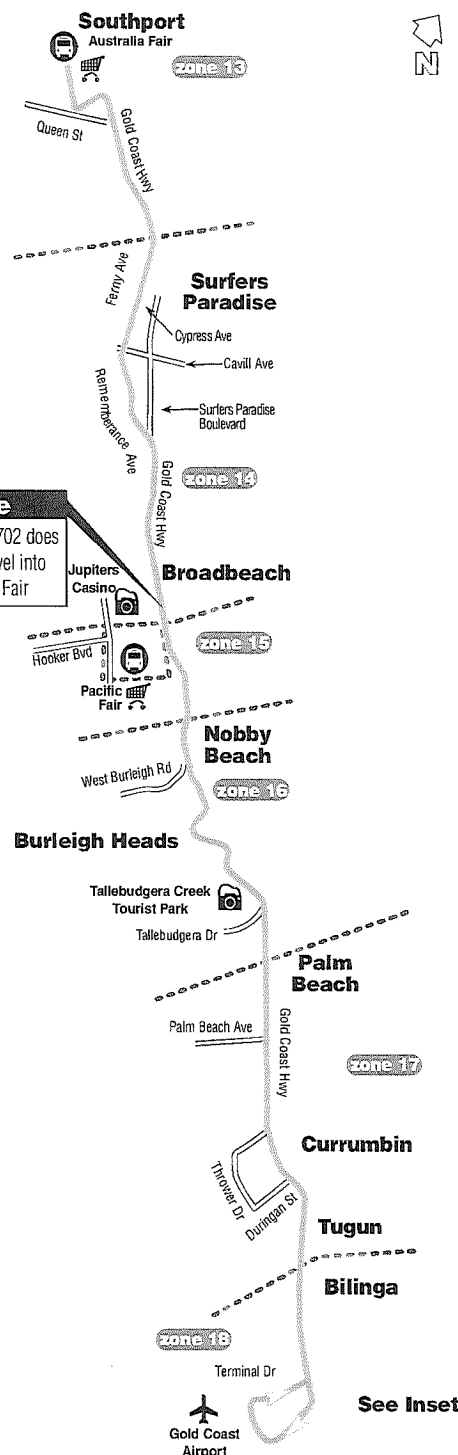 Southport
Australia Fair
zone 13
N
Queen St
Gold Coast Hwy
Ferny Ave
Surfers
Paradise
Cypress Ave
Cavill Ave
Rememberance Ave
Surfers Paradise
Boulevard
Gold Coast Hwy
zone 14
e
702 does
vel into
Fair
Jupiters
Casino
Broadbeach
Hooker Bvd
zone 15
Pacific
Fair
Nobby
Beach
West Burleigh Rd
zone 16
Burleigh Heads
Tallebudgera Creek
Tourist Park
Tallebudgera Dr
Palm
Beach
Palm Beach Ave
Gold Coast Hwy
zone 17
Currumbin
Thrower Dr
Duringan St
Tugun
Bilinga
zone 18
Terminal Dr
See Inset
Gold Coast
Airport